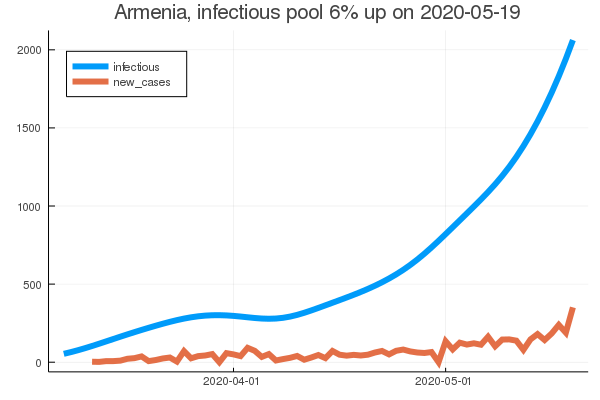 Armenia, infectious pool 6% up on 2020-05-19
2000
infectious
new_cases
1500
1000
500
0
2020-04-01
2020-05-01